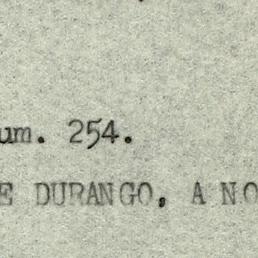 um. 254.
E DURANGO, A NO